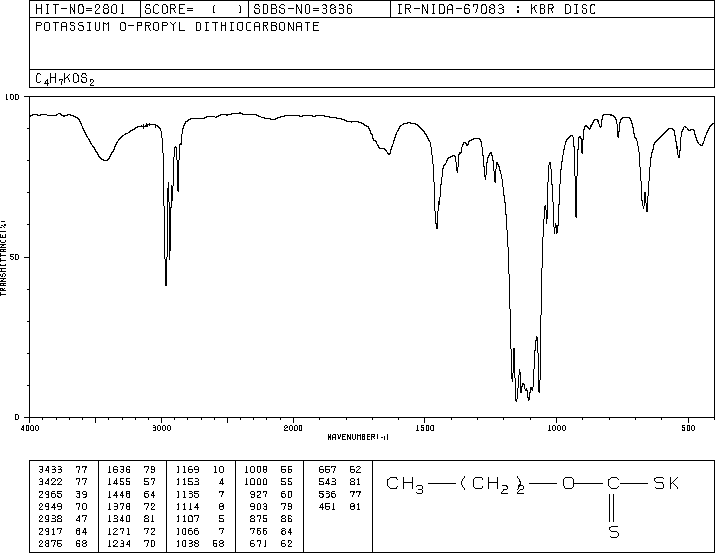 HIT-NO=2801 SCORE= ( ) SDBS-NO=3836 IR-NIDA-67083 : KBR DISC
POTASSIUM O-PROPYL DITHIOCARBONATE
C4H7KOS2
100
50
0
TRANSMITTANCE(%)
4000 3000 2000 1500 1000 500
WAVENUMBER(-1)
3433 77 1636 79 1169 10 1008 55 657 62
3422 77 1455 57 1153 4 1000 55 543 81
2965 39 1448 64 1135 7 927 60 536 77
2949 70 1378 72 1114 8 903 79 451 81
2938 47 1340 81 1107 5 875 86
2917 64 1271 72 1066 7 766 84
2875 68 1234 70 1038 58 671 62
CH3 (CH2)2 O C SK
S